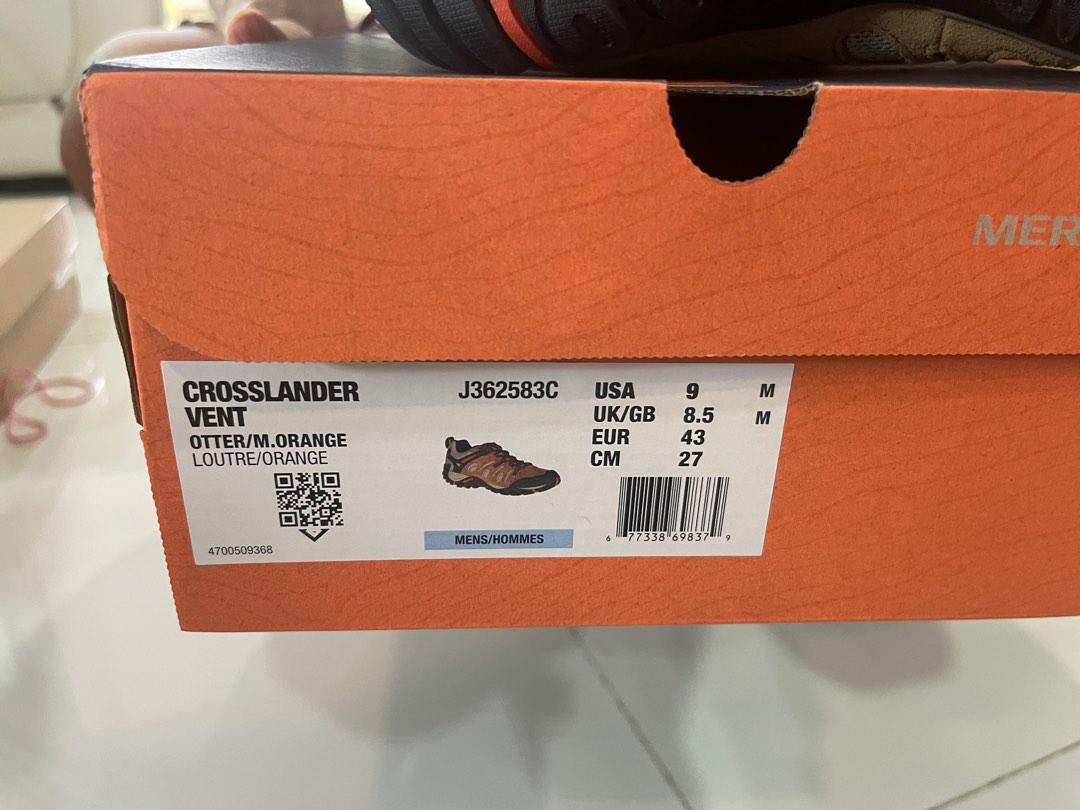 MER
CROSSLANDER
VENT
OTTER/M.ORANGE
LOUTRE/ORANGE
4700509368
J362583C
MENS/HOMMES
USA 9 M
UK/GB 8.5 M
EUR 43
CM 27
6 77338 69837 9